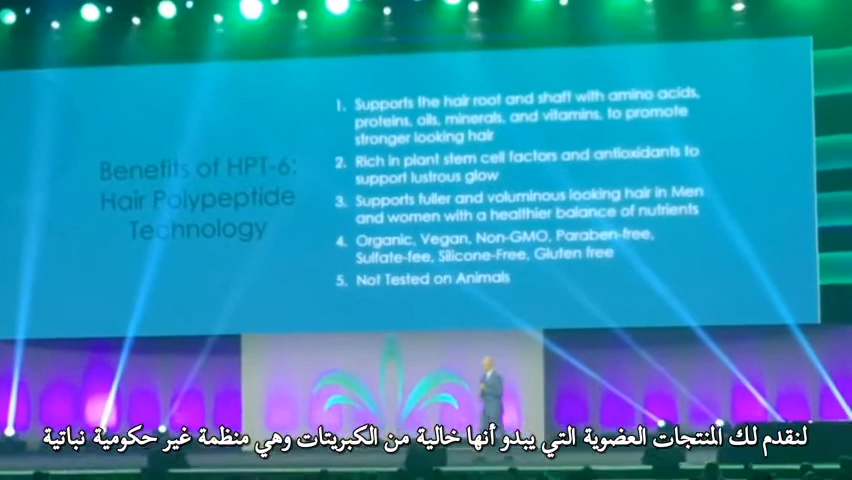 Benefits of HPT-6:
Hair Polypeptide
Technology
1. Supports the hair root and shaft with amino acids,
proteins, oils, minerals, and vitamins, to promote
stronger looking hair
2. Rich in plant stem cell factors and antioxidants to
support lustrous glow
3. Supports fuller and voluminous looking hair in Men
and women with a healthier balance of nutrients
4. Organic, Vegan, Non-GMO, Paraben-free,
Sulfate-fee, Silicone-Free, Gluten free
5. Not Tested on Animals
لنقدم لك المنتجات العضوية التي يبدو أنها خالية من الكبريتات وهي منظمة غير حكومية نباتية